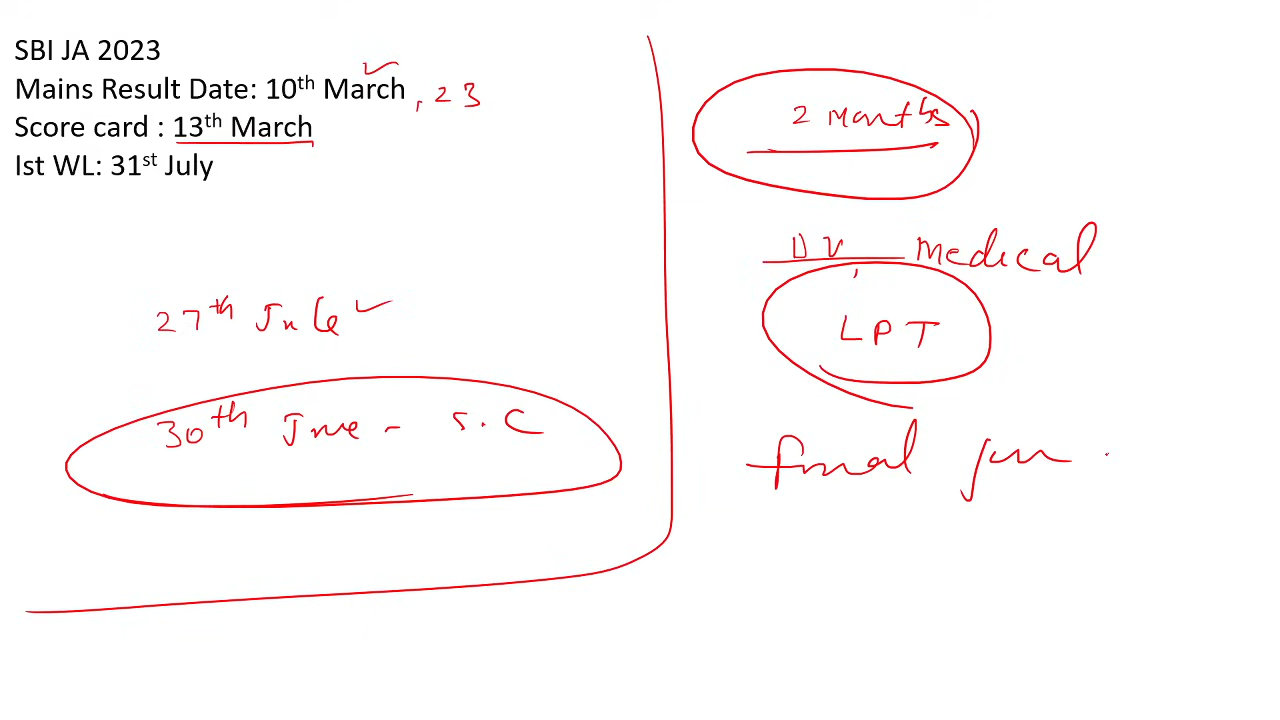 SBI JA 2023
Mains Result Date: 10th March, 23
Score card : 13th March
Ist WL: 31st July
27th June
30th June - S.C
2 Months
DV, Medical
LPT
final